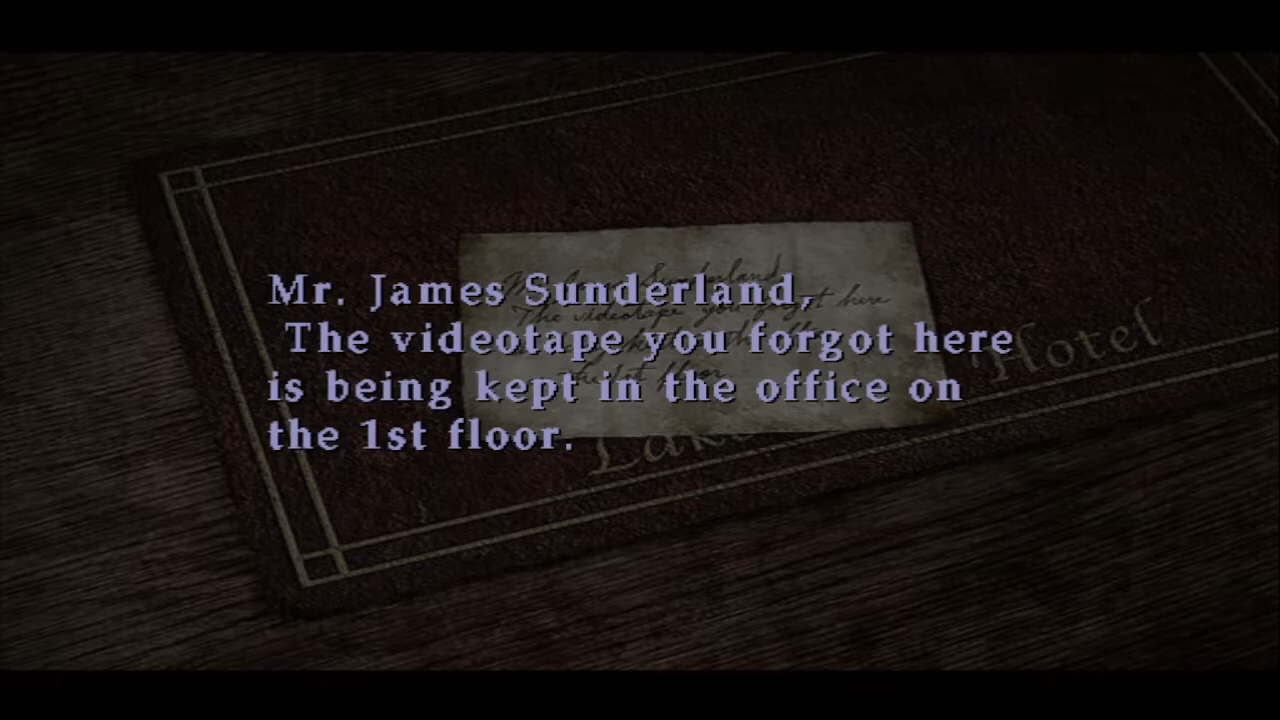 Mr. James Sunderland,
The videotape you forgot here
is being kept in the office on
the 1st floor.
Hotel